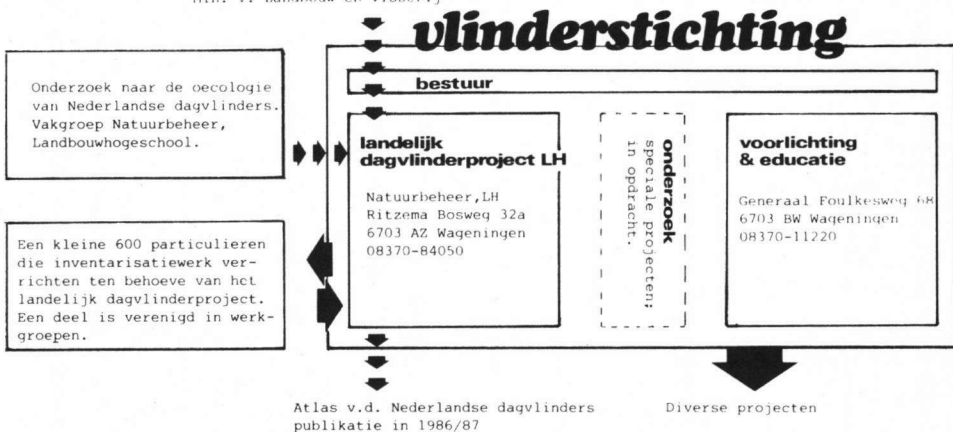 vlinderstichting
bestuur
Onderzoek naar de oecologie
van Nederlandse dagvlinders.
Vakgroep Natuurbeheer,
Landbouwhogeschool.
Een kleine 600 particulieren
die inventarisatiewerk ver-
richten ten behoeve van het
landelijk dagvlinderproject.
Een deel is verenigd in werk-
groepen.
landelijk
dagvlinderproject LH
Natuurbeheer,LH
Ritzema Bosweg 32a
6703 AZ Wageningen
08370-84050
onderzoek
speciale projecten;
in opdracht.
voorlichting
& educatie
Generaal Foulkesweg 68
6703 BW Wageningen
08370-11220
Atlas v.d. Nederlandse dagvlinders
publikatie in 1986/87
Diverse projecten